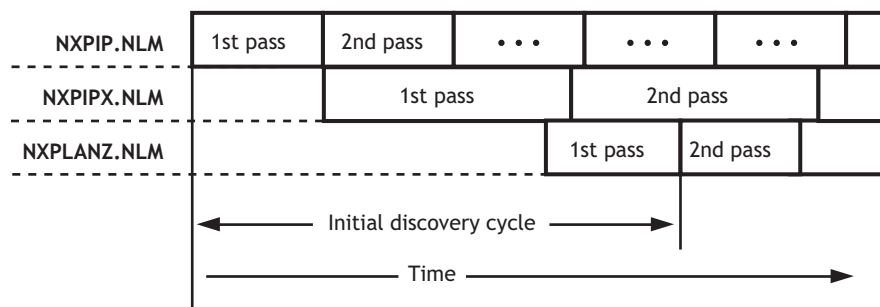 NXPIP.NLM 1st pass 2nd pass • • • • • • • • •
NXPIPX.NLM 1st pass 2nd pass
NXPLANZ.NLM 1st pass 2nd pass
Initial discovery cycle
Time